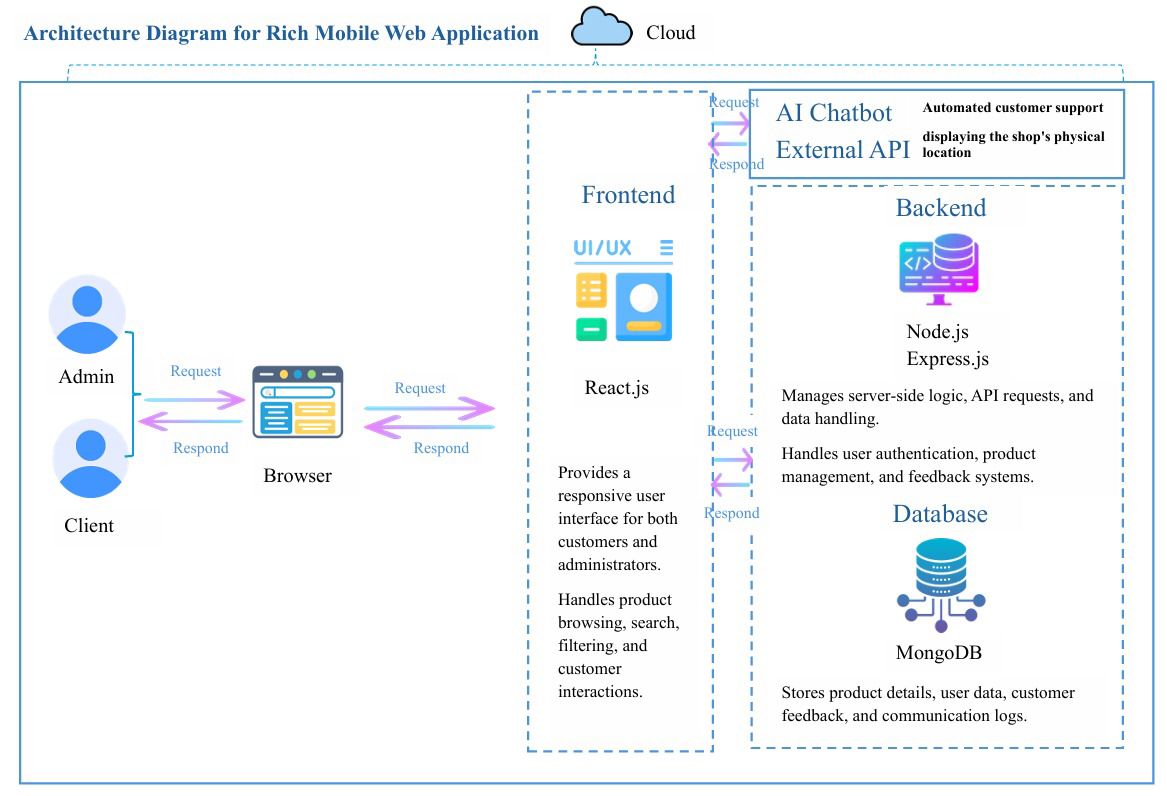 Architecture Diagram for Rich Mobile Web Application
Cloud
Request
Respond
AI Chatbot
External API
Automated customer support
displaying the shop's physical
location
Frontend
UI/UX
React.js
Provides a
responsive user
interface for both
customers and
administrators.
Handles product
browsing, search,
filtering, and
customer
interactions.
Backend
</>
Node.js
Express.js
Manages server-side logic, API requests, and
data handling.
Handles user authentication, product
management, and feedback systems.
Request
Respond
Database
MongoDB
Stores product details, user data, customer
feedback, and communication logs.
Admin
Client
Request
Respond
Browser
Request
Respond